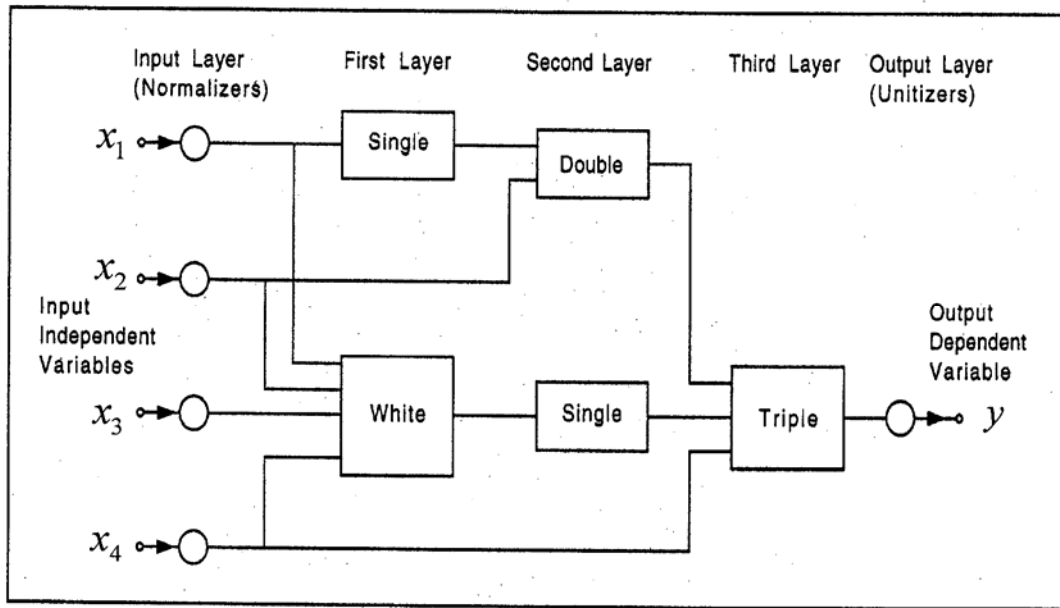 Input Layer
(Normalizers)
First Layer
Second Layer
Third Layer
Output Layer
(Unitizers)
x1
Single
Double
x2
Input
Independent
Variables
Output
Dependent
Variable
x3
White
Single
Triple
y
x4